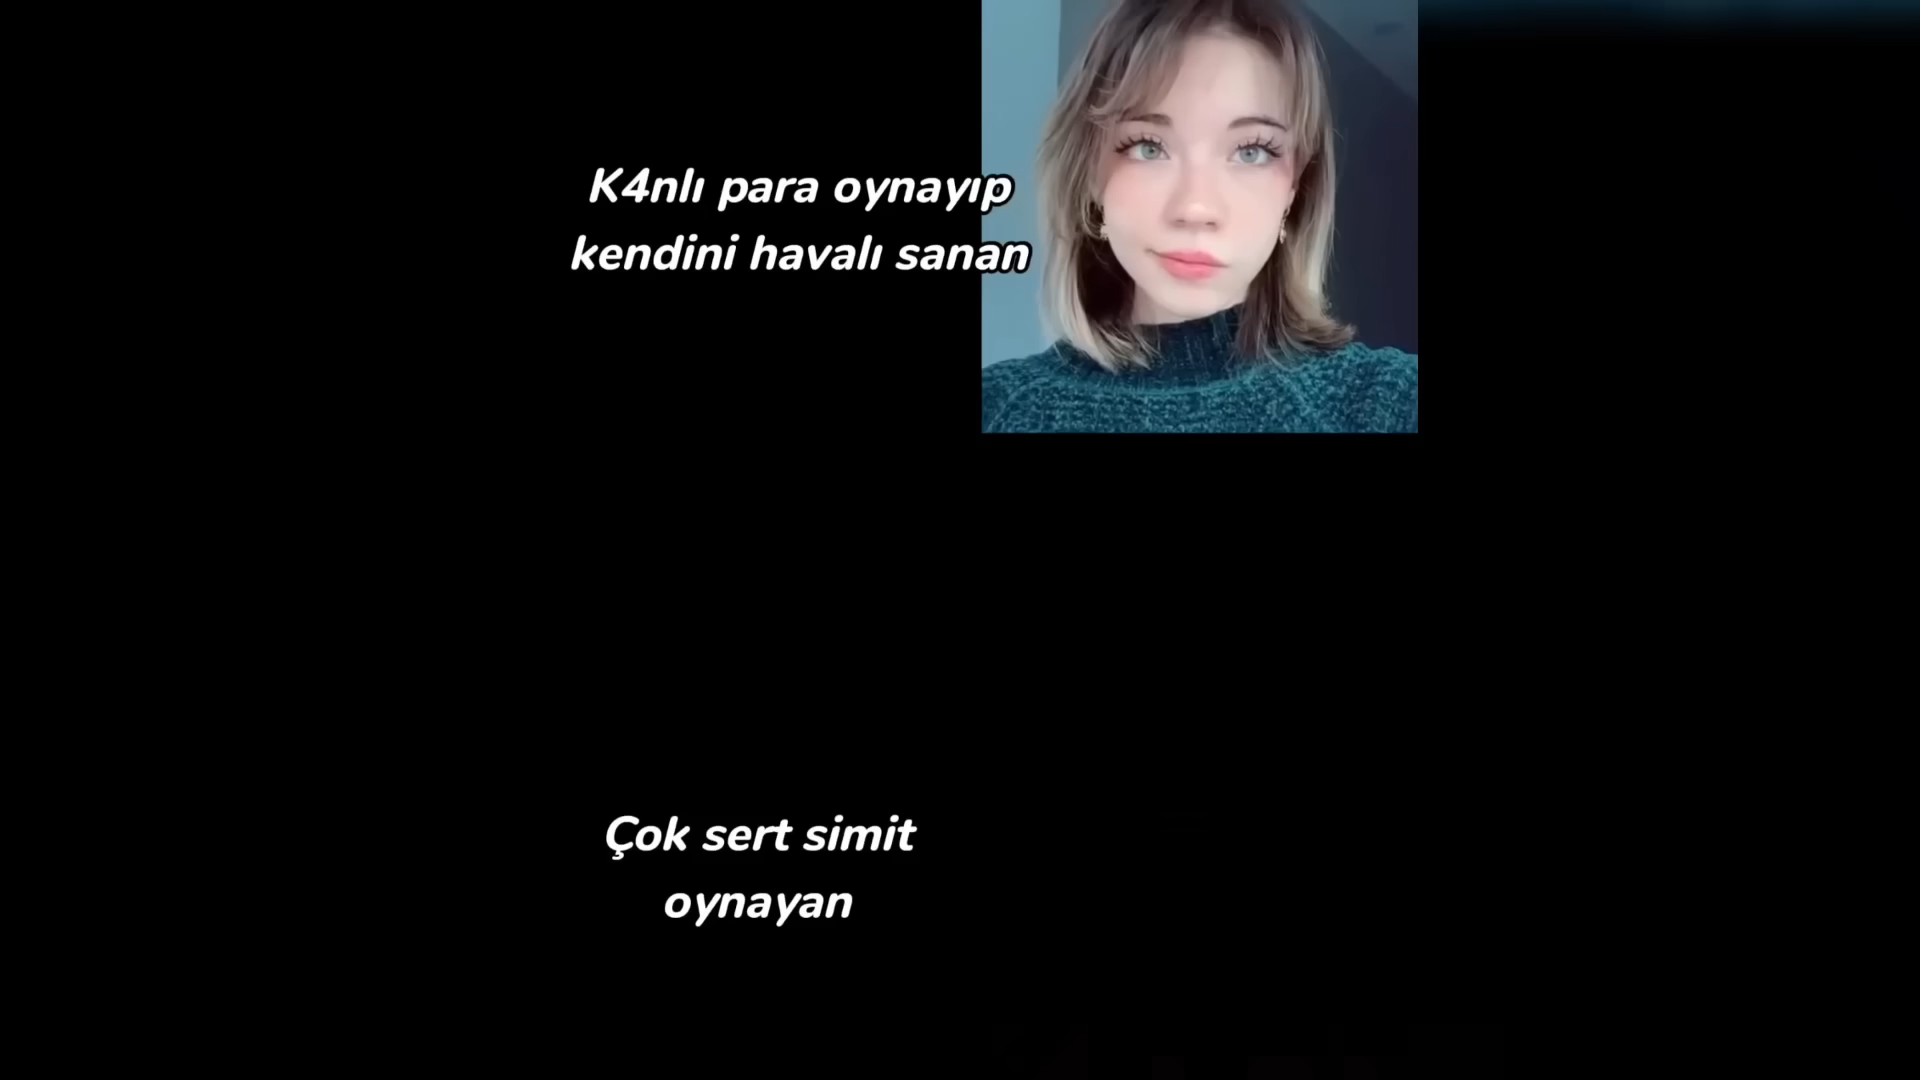 K4nlı para oynayıp
kendini havalı sanan
Çok sert simit
oynayan